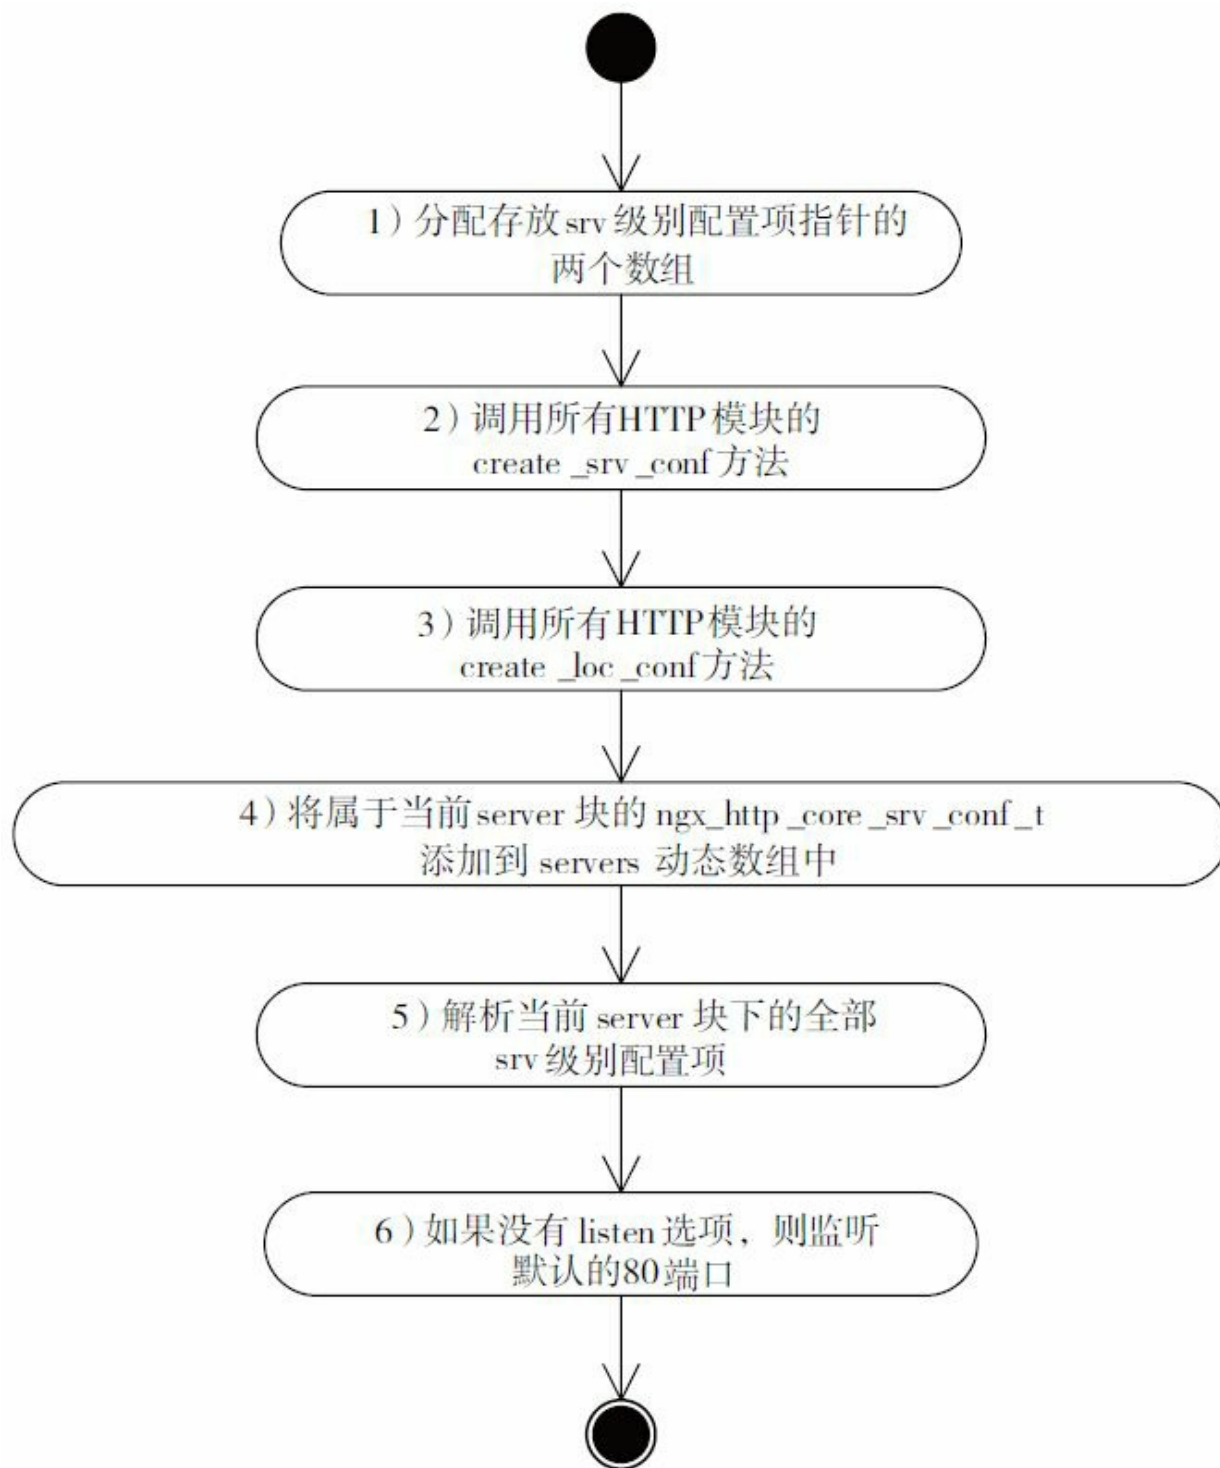 1）分配存放srv级别配置项指针的
两个数组
2）调用所有HTTP模块的
create_srv_conf方法
3）调用所有HTTP模块的
create_loc_conf方法
4）将属于当前server块的ngx_http_core_srv_conf_t
添加到servers动态数组中
5）解析当前server块下的全部
srv级别配置项
6）如果没有listen选项，则监听
默认的80端口